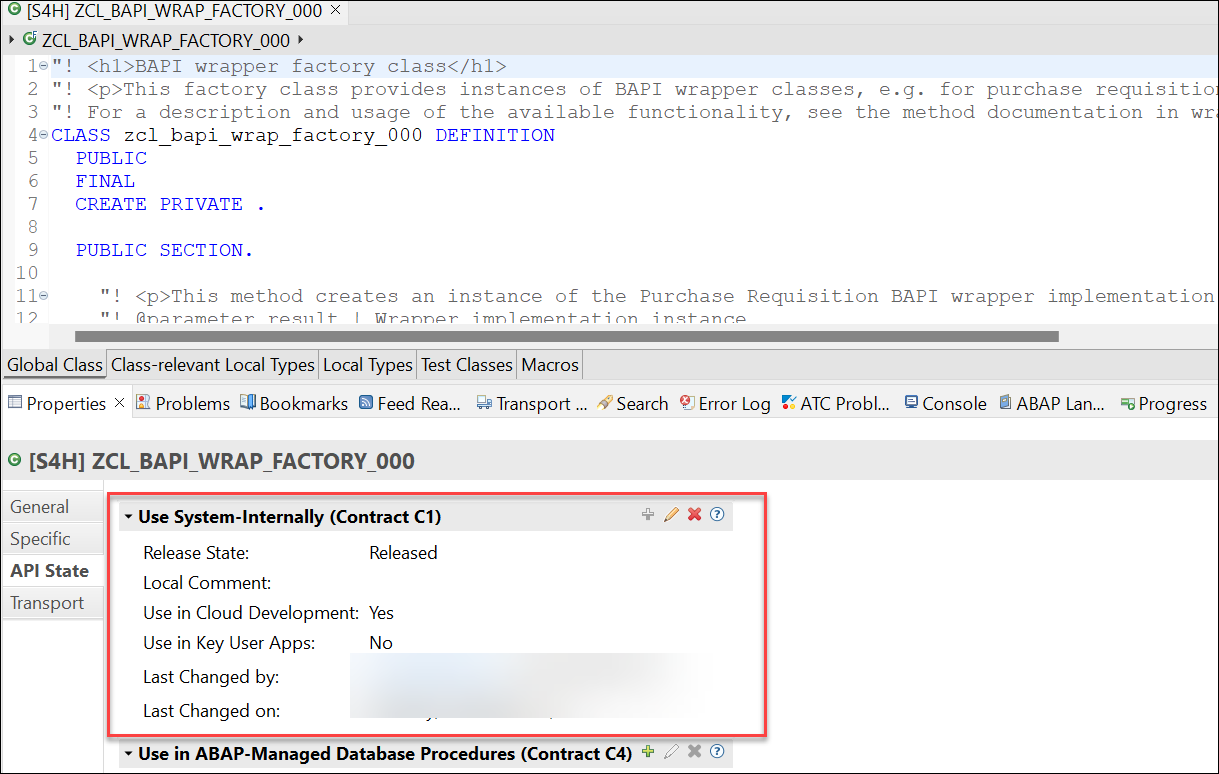 [S4H] ZCL_BAPI_WRAP_FACTORY_000
ZCL_BAPI_WRAP_FACTORY_000
1 "! <h1>BAPI wrapper factory class</h1>
2 "! <p>This factory class provides instances of BAPI wrapper classes, e.g. for purchase requisition
3 "! For a description and usage of the available functionality, see the method documentation in wra
4 CLASS zcl_bapi_wrap_factory_000 DEFINITION
5 PUBLIC
6 FINAL
7 CREATE PRIVATE .
8
9 PUBLIC SECTION.
10
11 "! <p>This method creates an instance of the Purchase Requisition BAPI wrapper implementation
12 "! @parameter result | Wrapper implementation instance
Global Class Class-relevant Local Types Local Types Test Classes Macros
Properties Problems Bookmarks Feed Rea... Transport ... Search Error Log ATC Probl... Console ABAP Lan... Progress
[S4H] ZCL_BAPI_WRAP_FACTORY_000
General
Specific
API State
Transport
Use System-Internally (Contract C1)
Release State: Released
Local Comment:
Use in Cloud Development: Yes
Use in Key User Apps: No
Last Changed by:
Last Changed on:
Use in ABAP-Managed Database Procedures (Contract C4)